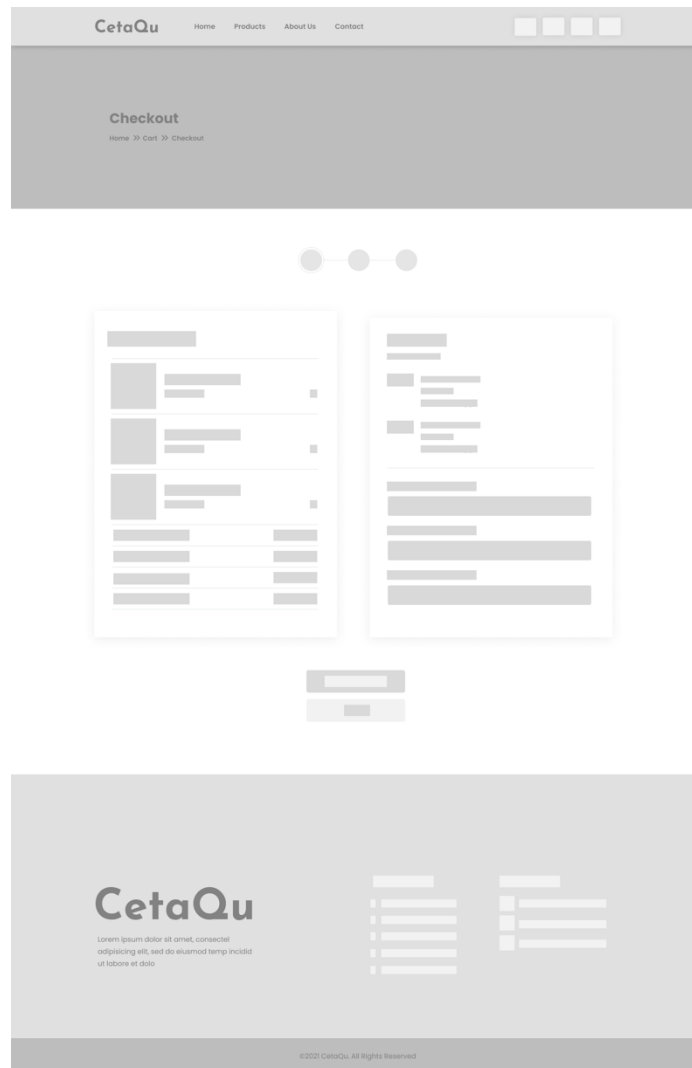 CetaQu
Home Products About Us Contact
Checkout
Home » Cart » Checkout
CetaQu
Lorem ipsum dolor sit amet, consectet
adipisicing elit, sed do eiusmod temp incidid
ut labore et dolo
©2021 CetaQu. All Rights Reserved